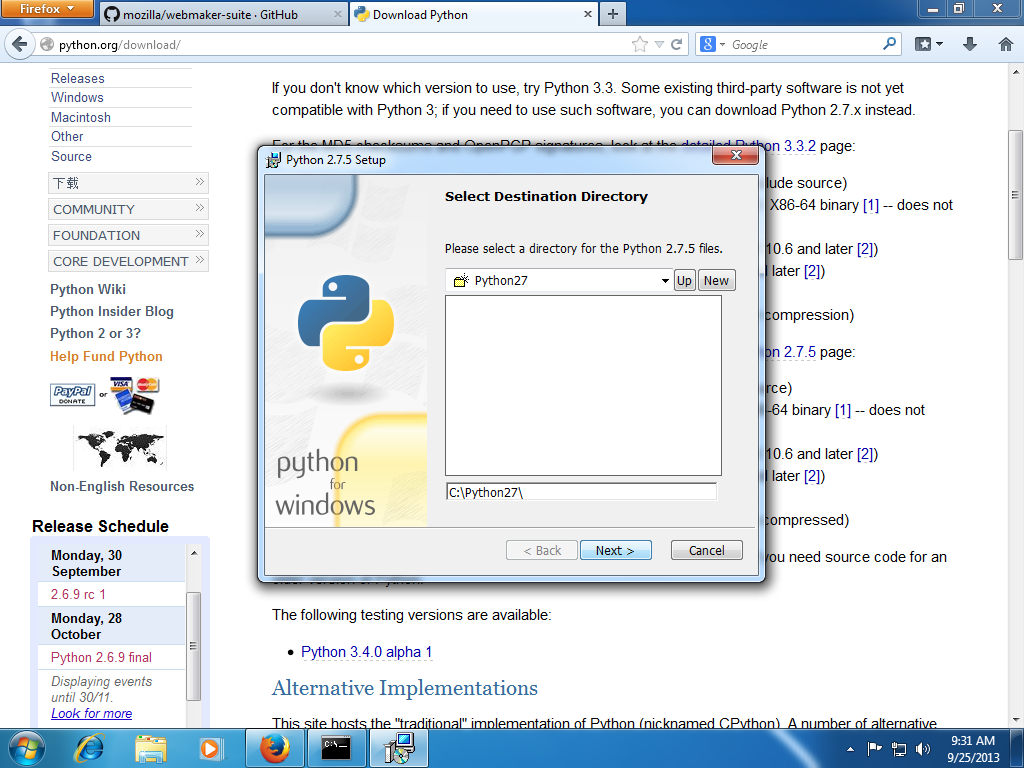 Firefox
mozilla/webmaker-suite · GitHub
Download Python
python.org/download/
Google
Releases
Windows
Macintosh
Other
Source
下载
COMMUNITY
FOUNDATION
CORE DEVELOPMENT
Python Wiki
Python Insider Blog
Python 2 or 3?
Help Fund Python
PayPal
DONATE
or
VISA
Non-English Resources
Release Schedule
Monday, 30
September
2.6.9 rc 1
Monday, 28
October
Python 2.6.9 final
Displaying events
until 30/11.
Look for more
If you don't know which version to use, try Python 3.3. Some existing third-party software is not yet
compatible with Python 3; if you need to use such software, you can download Python 2.7.x instead.
For the MD5 checksums and OpenPGP signatures, look at the detailed Python 3.3.2 page:
lude source)
X86-64 binary [1] -- does not
10.6 and later [2])
l later [2])
compression)
on 2.7.5 page:
rce)
-64 binary [1] -- does not
10.6 and later [2])
later [2])
compressed)
you need source code for an
older version of Python.
The following testing versions are available:
Python 3.4.0 alpha 1
Alternative Implementations
This site hosts the "traditional" implementation of Python (nicknamed CPython). A number of alternative
Python 2.7.5 Setup
Select Destination Directory
Please select a directory for the Python 2.7.5 files.
Python27
Up
New
C:\Python27\
python
for
windows
< Back
Next >
Cancel
C:\
9:31 AM
9/25/2013